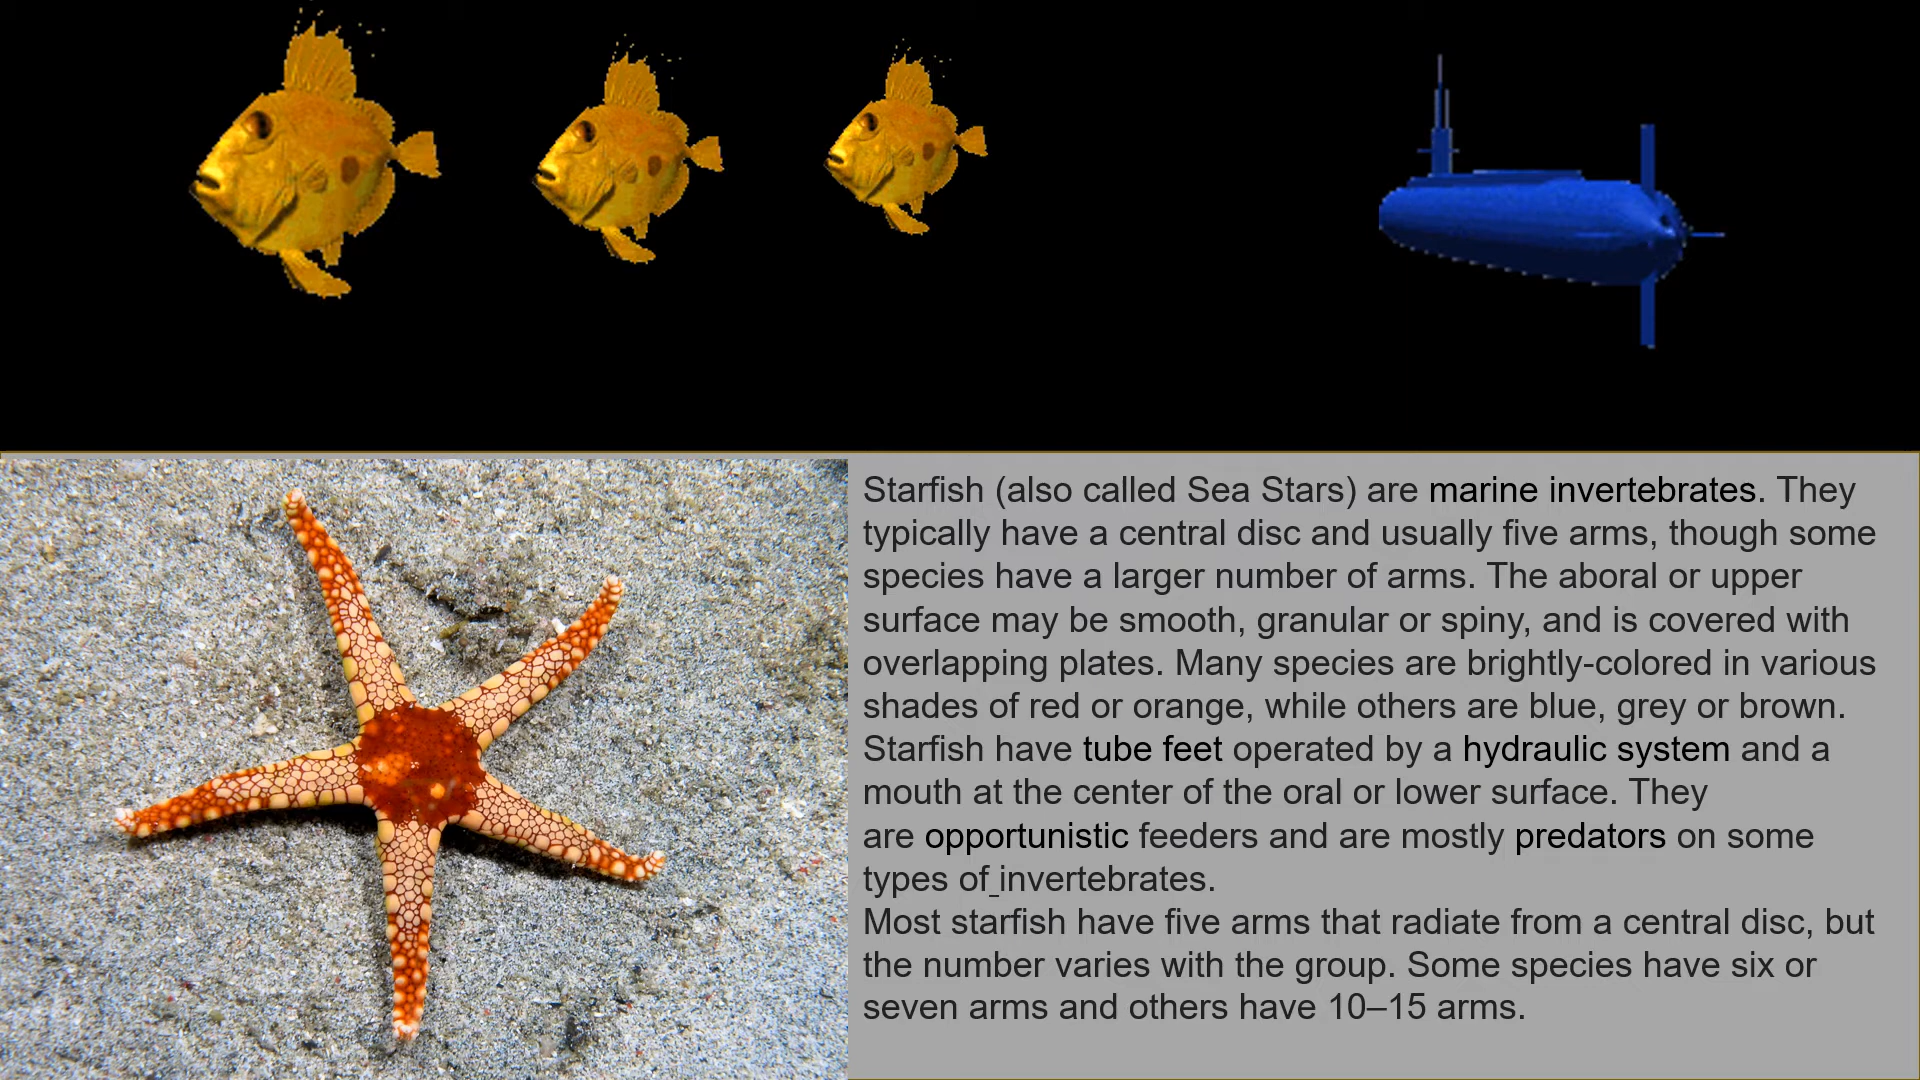 Starfish (also called Sea Stars) are marine invertebrates. They
typically have a central disc and usually five arms, though some
species have a larger number of arms. The aboral or upper
surface may be smooth, granular or spiny, and is covered with
overlapping plates. Many species are brightly-colored in various
shades of red or orange, while others are blue, grey or brown.
Starfish have tube feet operated by a hydraulic system and a
mouth at the center of the oral or lower surface. They
are opportunistic feeders and are mostly predators on some
types of invertebrates.
Most starfish have five arms that radiate from a central disc, but
the number varies with the group. Some species have six or
seven arms and others have 10–15 arms.